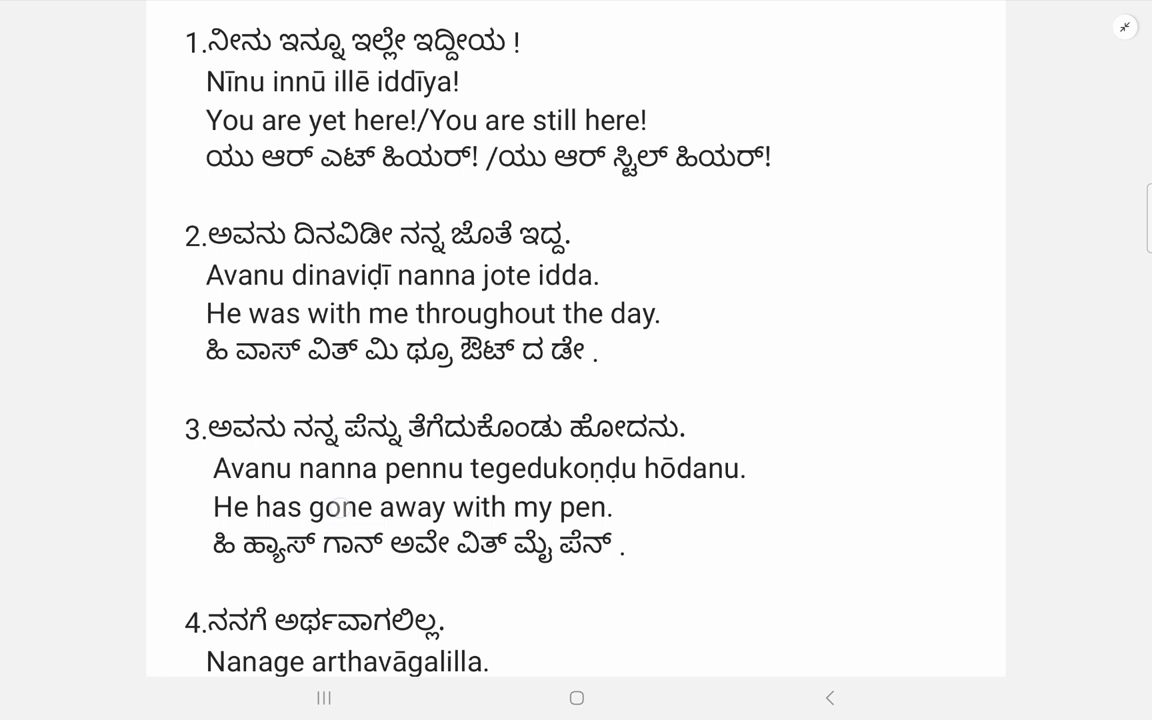 1.ನೀನು ಇನ್ನೂ ಇಲ್ಲೇ ಇದ್ದೀಯ !
Nīnu innū illē iddīya!
You are yet here!/You are still here!
ಯು ಆರ್ ಎಟ್ ಹಿಯರ್! /ಯು ಆರ್ ಸ್ಟಿಲ್ ಹಿಯರ್!
2.ಅವನು ದಿನವಿಡೀ ನನ್ನ ಜೊತೆ ಇದ್ದ.
Avanu dinaviḍī nanna jote idda.
He was with me throughout the day.
ಹಿ ವಾಸ್ ವಿತ್ ಮಿ ಥ್ರೂ ಔಟ್ ದ ಡೇ .
3.ಅವನು ನನ್ನ ಪೆನ್ನು ತೆಗೆದುಕೊಂಡು ಹೋದನು.
Avanu nanna pennu tegedukoṇḍu hōdanu.
He has gone away with my pen.
ಹಿ ಹ್ಯಾಸ್ ಗಾನ್ ಅವೇ ವಿತ್ ಮೈ ಪೆನ್ .
4.ನನಗೆ ಅರ್ಥವಾಗಲಿಲ್ಲ.
Nanage arthavāgalilla.